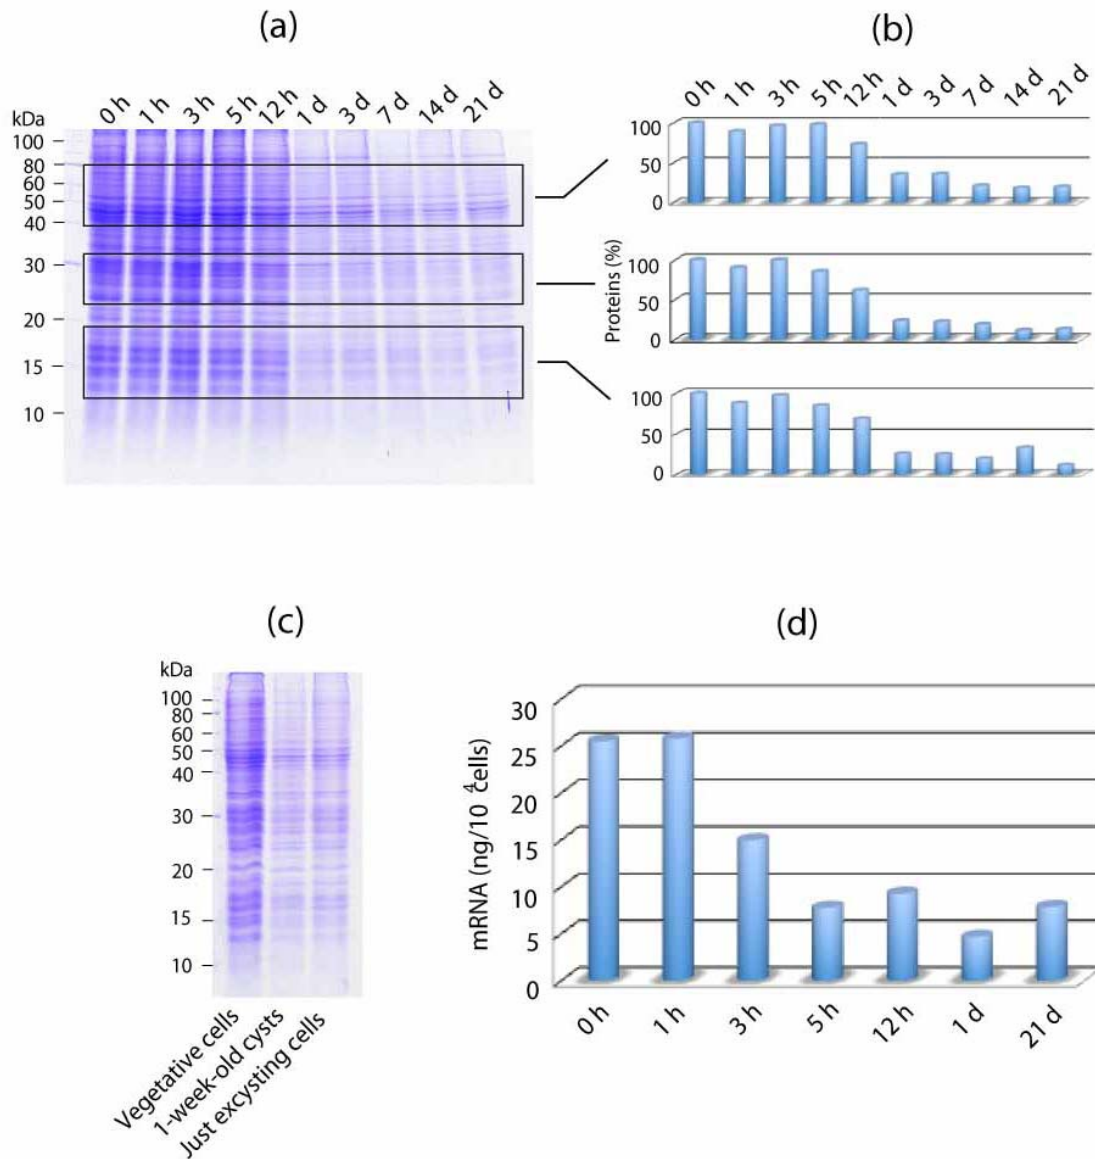 (a)
kDa
0 h 1 h 3 h 5 h 12 h 1 d 3 d 7 d 14 d 21 d
100
80
60
50
40
30
20
15
10
(b)
0 h 1 h 3 h 5 h 12 h 1 d 3 d 7 d 14 d 21 d
Proteins (%)
100
50
0
100
50
0
100
50
0
(c)
kDa
100
80
60
50
40
30
20
15
10
Vegetative cells
1-week-old cysts
Just excysting cells
(d)
mRNA (ng/10 4 cells)
30
25
20
15
10
5
0
0 h 1 h 3 h 5 h 12 h 1 d 21 d